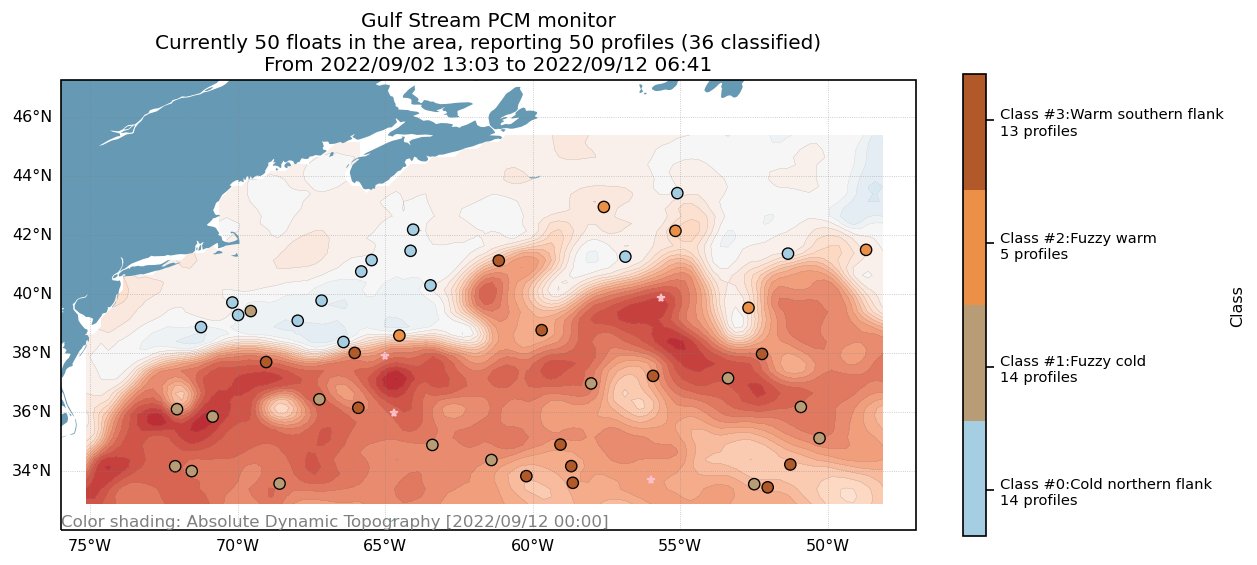 Gulf Stream PCM monitor
Currently 50 floats in the area, reporting 50 profiles (36 classified)
From 2022/09/02 13:03 to 2022/09/12 06:41
46°N
44°N
42°N
40°N
38°N
36°N
34°N
Color shading: Absolute Dynamic Topography [2022/09/12 00:00]
75°W
70°W
65°W
60°W
55°W
50°W
Class #3:Warm southern flank
13 profiles
Class #2:Fuzzy warm
5 profiles
Class #1:Fuzzy cold
14 profiles
Class #0:Cold northern flank
14 profiles
Class